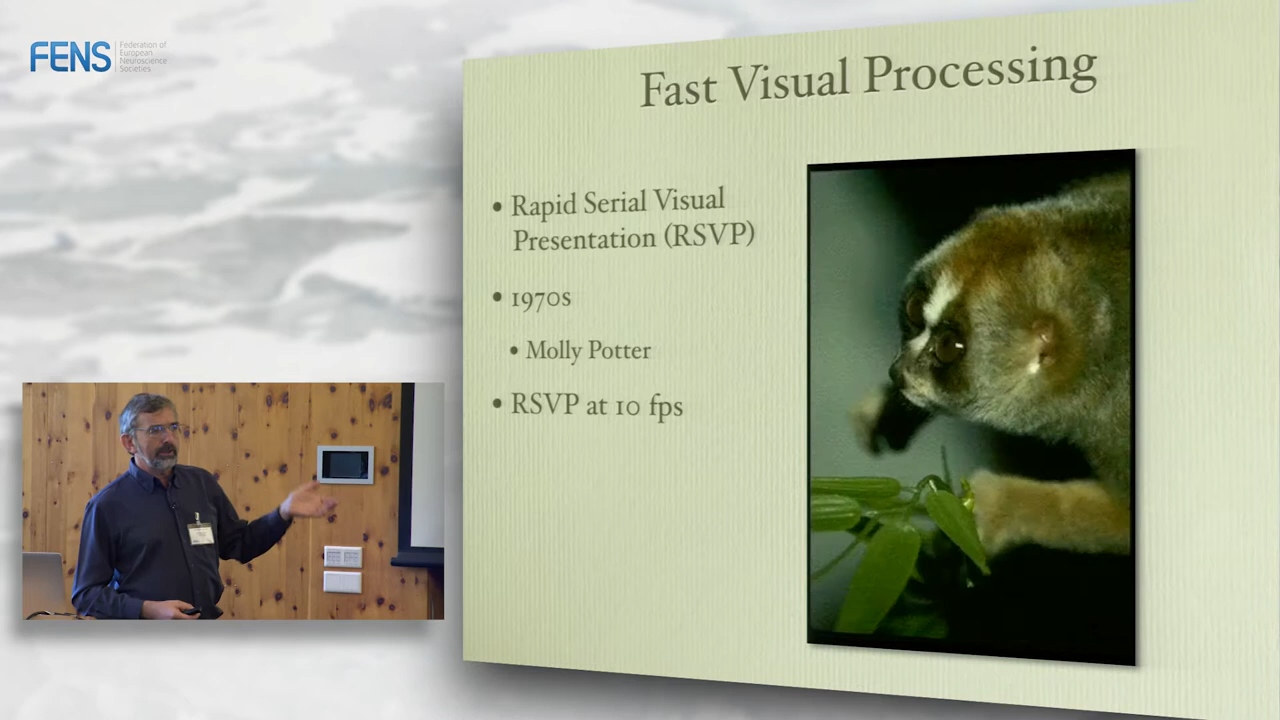 FENS
Federation of
European
Neuroscience
Societies
Fast Visual Processing
• Rapid Serial Visual
Presentation (RSVP)
• 1970s
• Molly Potter
• RSVP at 10 fps